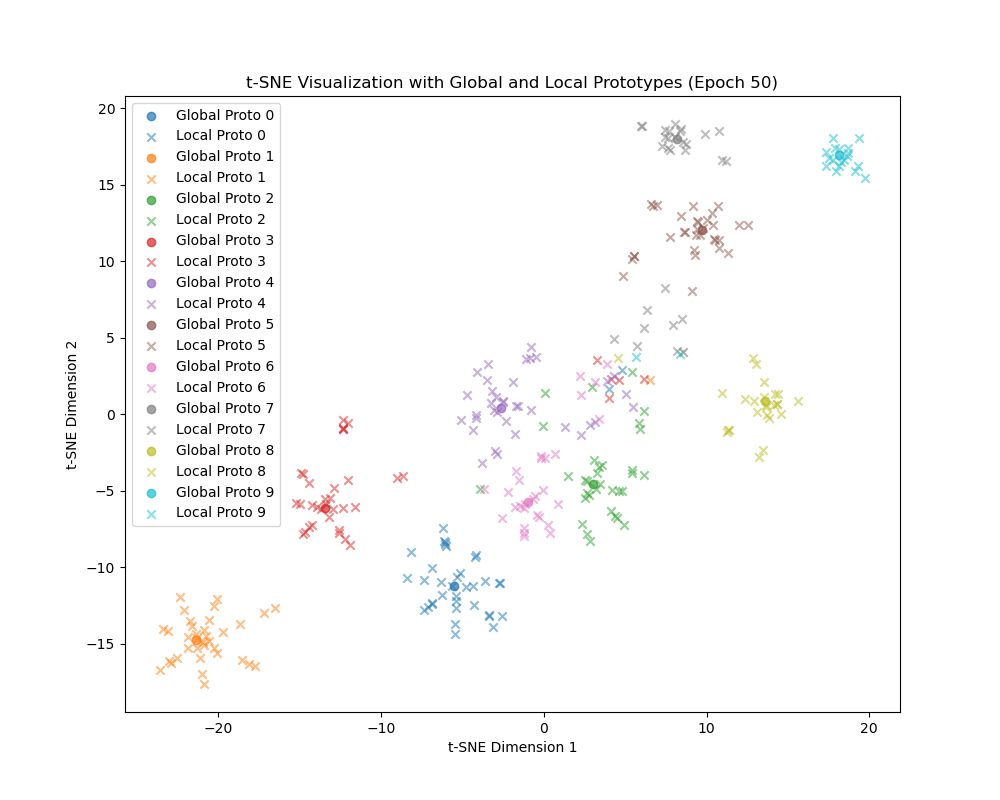 t-SNE Visualization with Global and Local Prototypes (Epoch 50)
Global Proto 0
Local Proto 0
Global Proto 1
Local Proto 1
Global Proto 2
Local Proto 2
Global Proto 3
Local Proto 3
Global Proto 4
Local Proto 4
Global Proto 5
Local Proto 5
Global Proto 6
Local Proto 6
Global Proto 7
Local Proto 7
Global Proto 8
Local Proto 8
Global Proto 9
Local Proto 9
t-SNE Dimension 2
20
15
10
5
0
−5
−10
−15
−20
−10
0
10
20
t-SNE Dimension 1